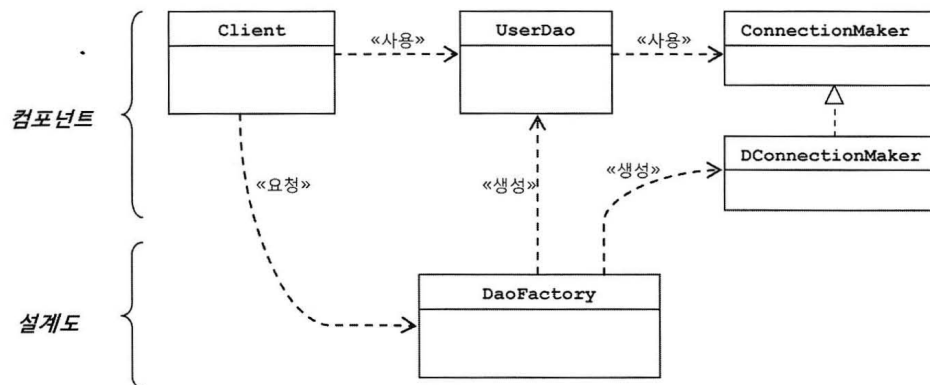 Client
UserDao
ConnectionMaker
«사용»
«사용»
컴포넌트
DConnectionMaker
«요청»
«생성»
«생성»
DaoFactory
설계도